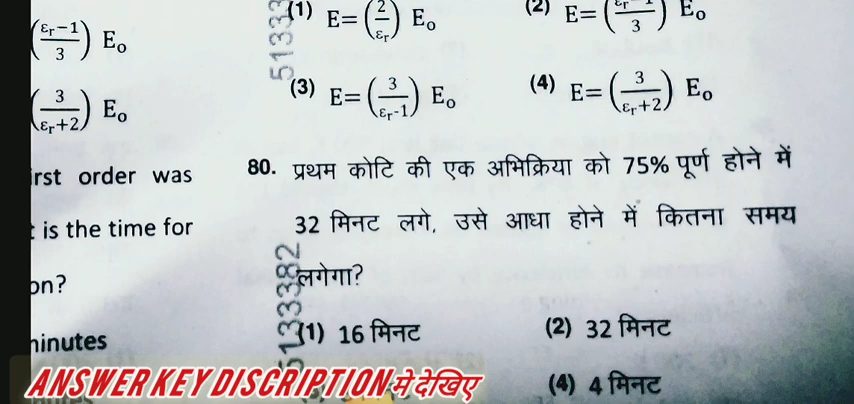 (εr−1/3) E₀
(1) E= (2/εr) E₀
(2) E= (εr−1/3) E₀
(3/εr+2) E₀
(3) E= (3/εr-1) E₀
(4) E= (3/εr+2) E₀
irst order was
is the time for
on?
minutes
80. प्रथम कोटि की एक अभिक्रिया को 75% पूर्ण होने में
32 मिनट लगे, उसे आधा होने में कितना समय
लगेगा?
(1) 16 मिनट
(2) 32 मिनट
(4) 4 मिनट
5133382
5133
ANSWER KEY DISCRIPTION मे देखिए